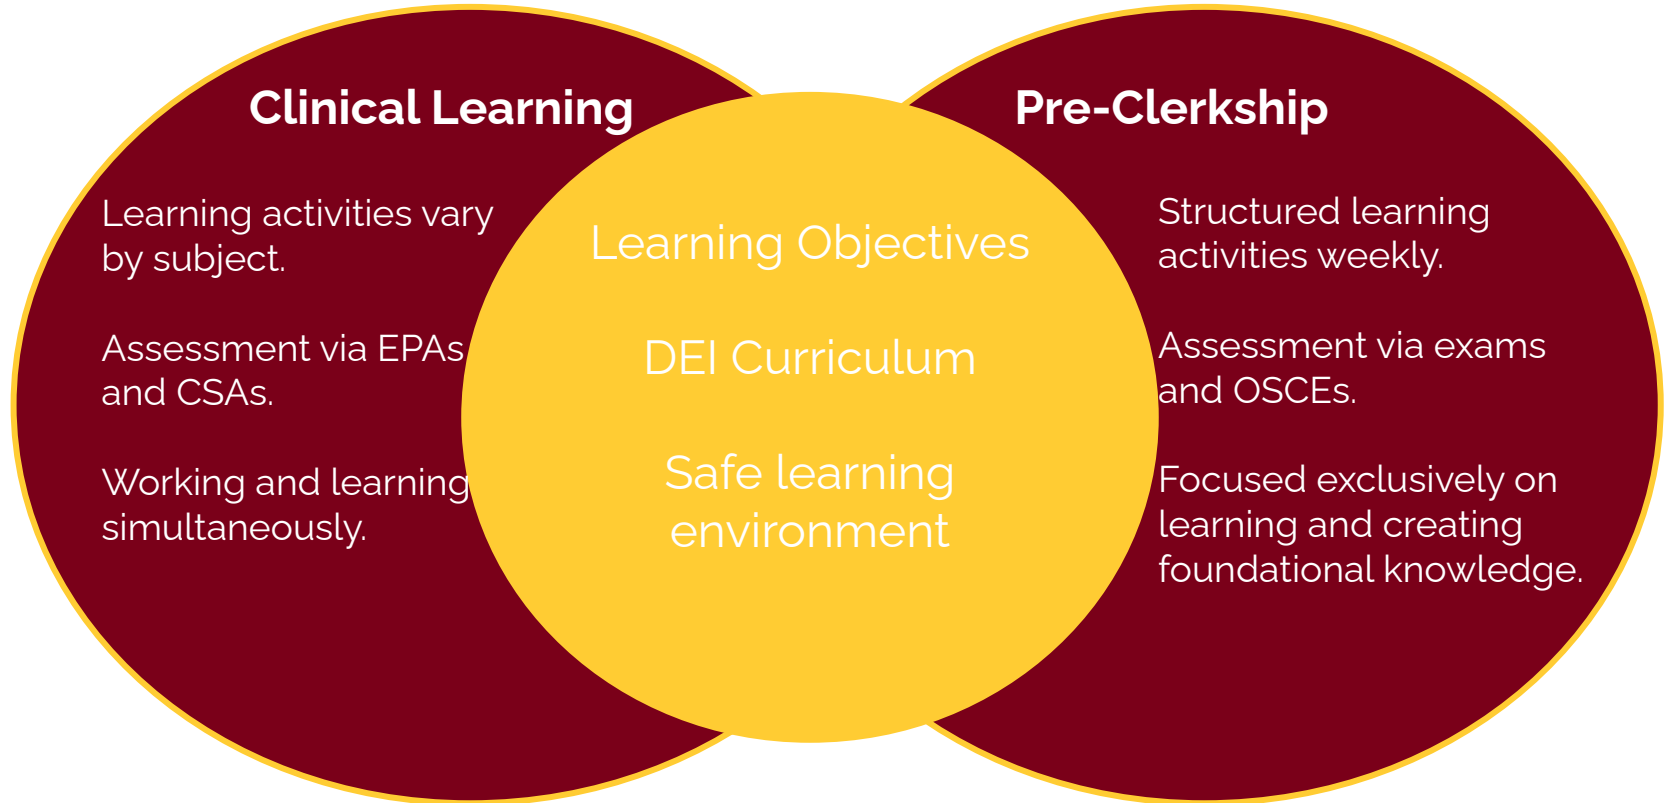 Clinical Learning
Learning activities vary
by subject.
Assessment via EPAs
and CSAs.
Working and learning
simultaneously.
Learning Objectives
DEI Curriculum
Safe learning
environment
Pre-Clerkship
Structured learning
activities weekly.
Assessment via exams
and OSCEs.
Focused exclusively on
learning and creating
foundational knowledge.